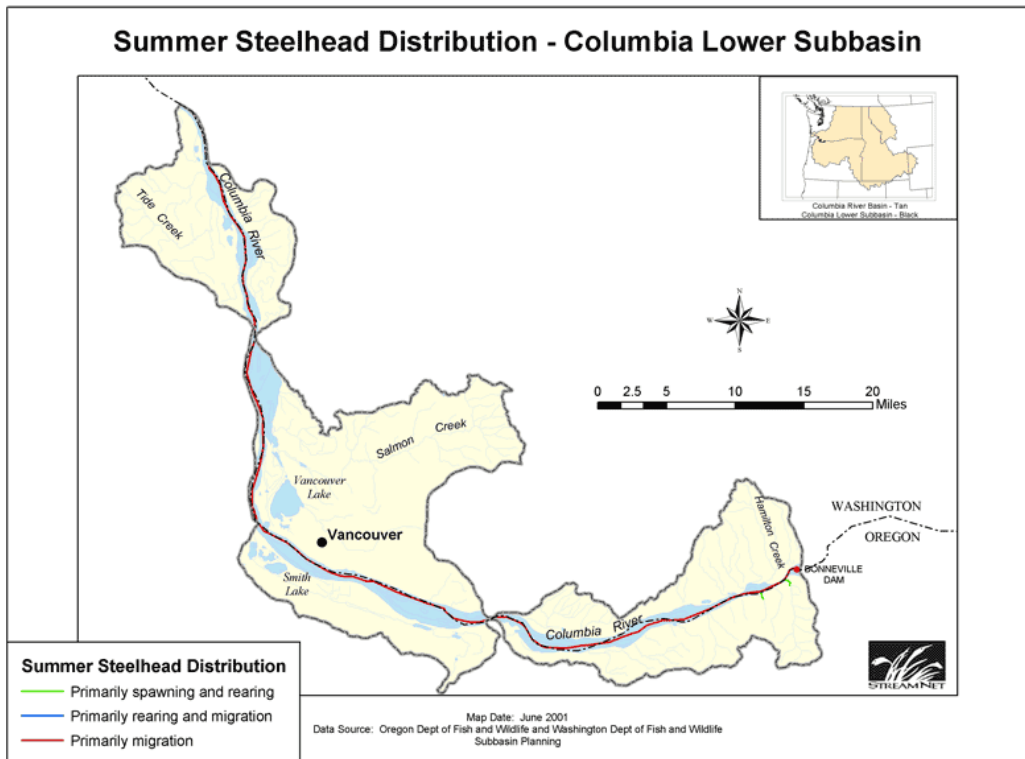 Summer Steelhead Distribution - Columbia Lower Subbasin
Columbia River Basin - Tan
Columbia Lower Subbasin - Black
Tide Creek
Columbia River
N
W
E
S
0 2.5 5 10 15 20
Miles
Salmon Creek
Vancouver
Lake
Vancouver
Smith
Lake
Hamilton Creek
WASHINGTON
OREGON
BONNEVILLE
DAM
Columbia River
STREAMNET
Summer Steelhead Distribution
Primarily spawning and rearing
Primarily rearing and migration
Primarily migration
Map Date: June 2001
Data Source: Oregon Dept of Fish and Wildlife and Washington Dept of Fish and Wildlife
Subbasin Planning